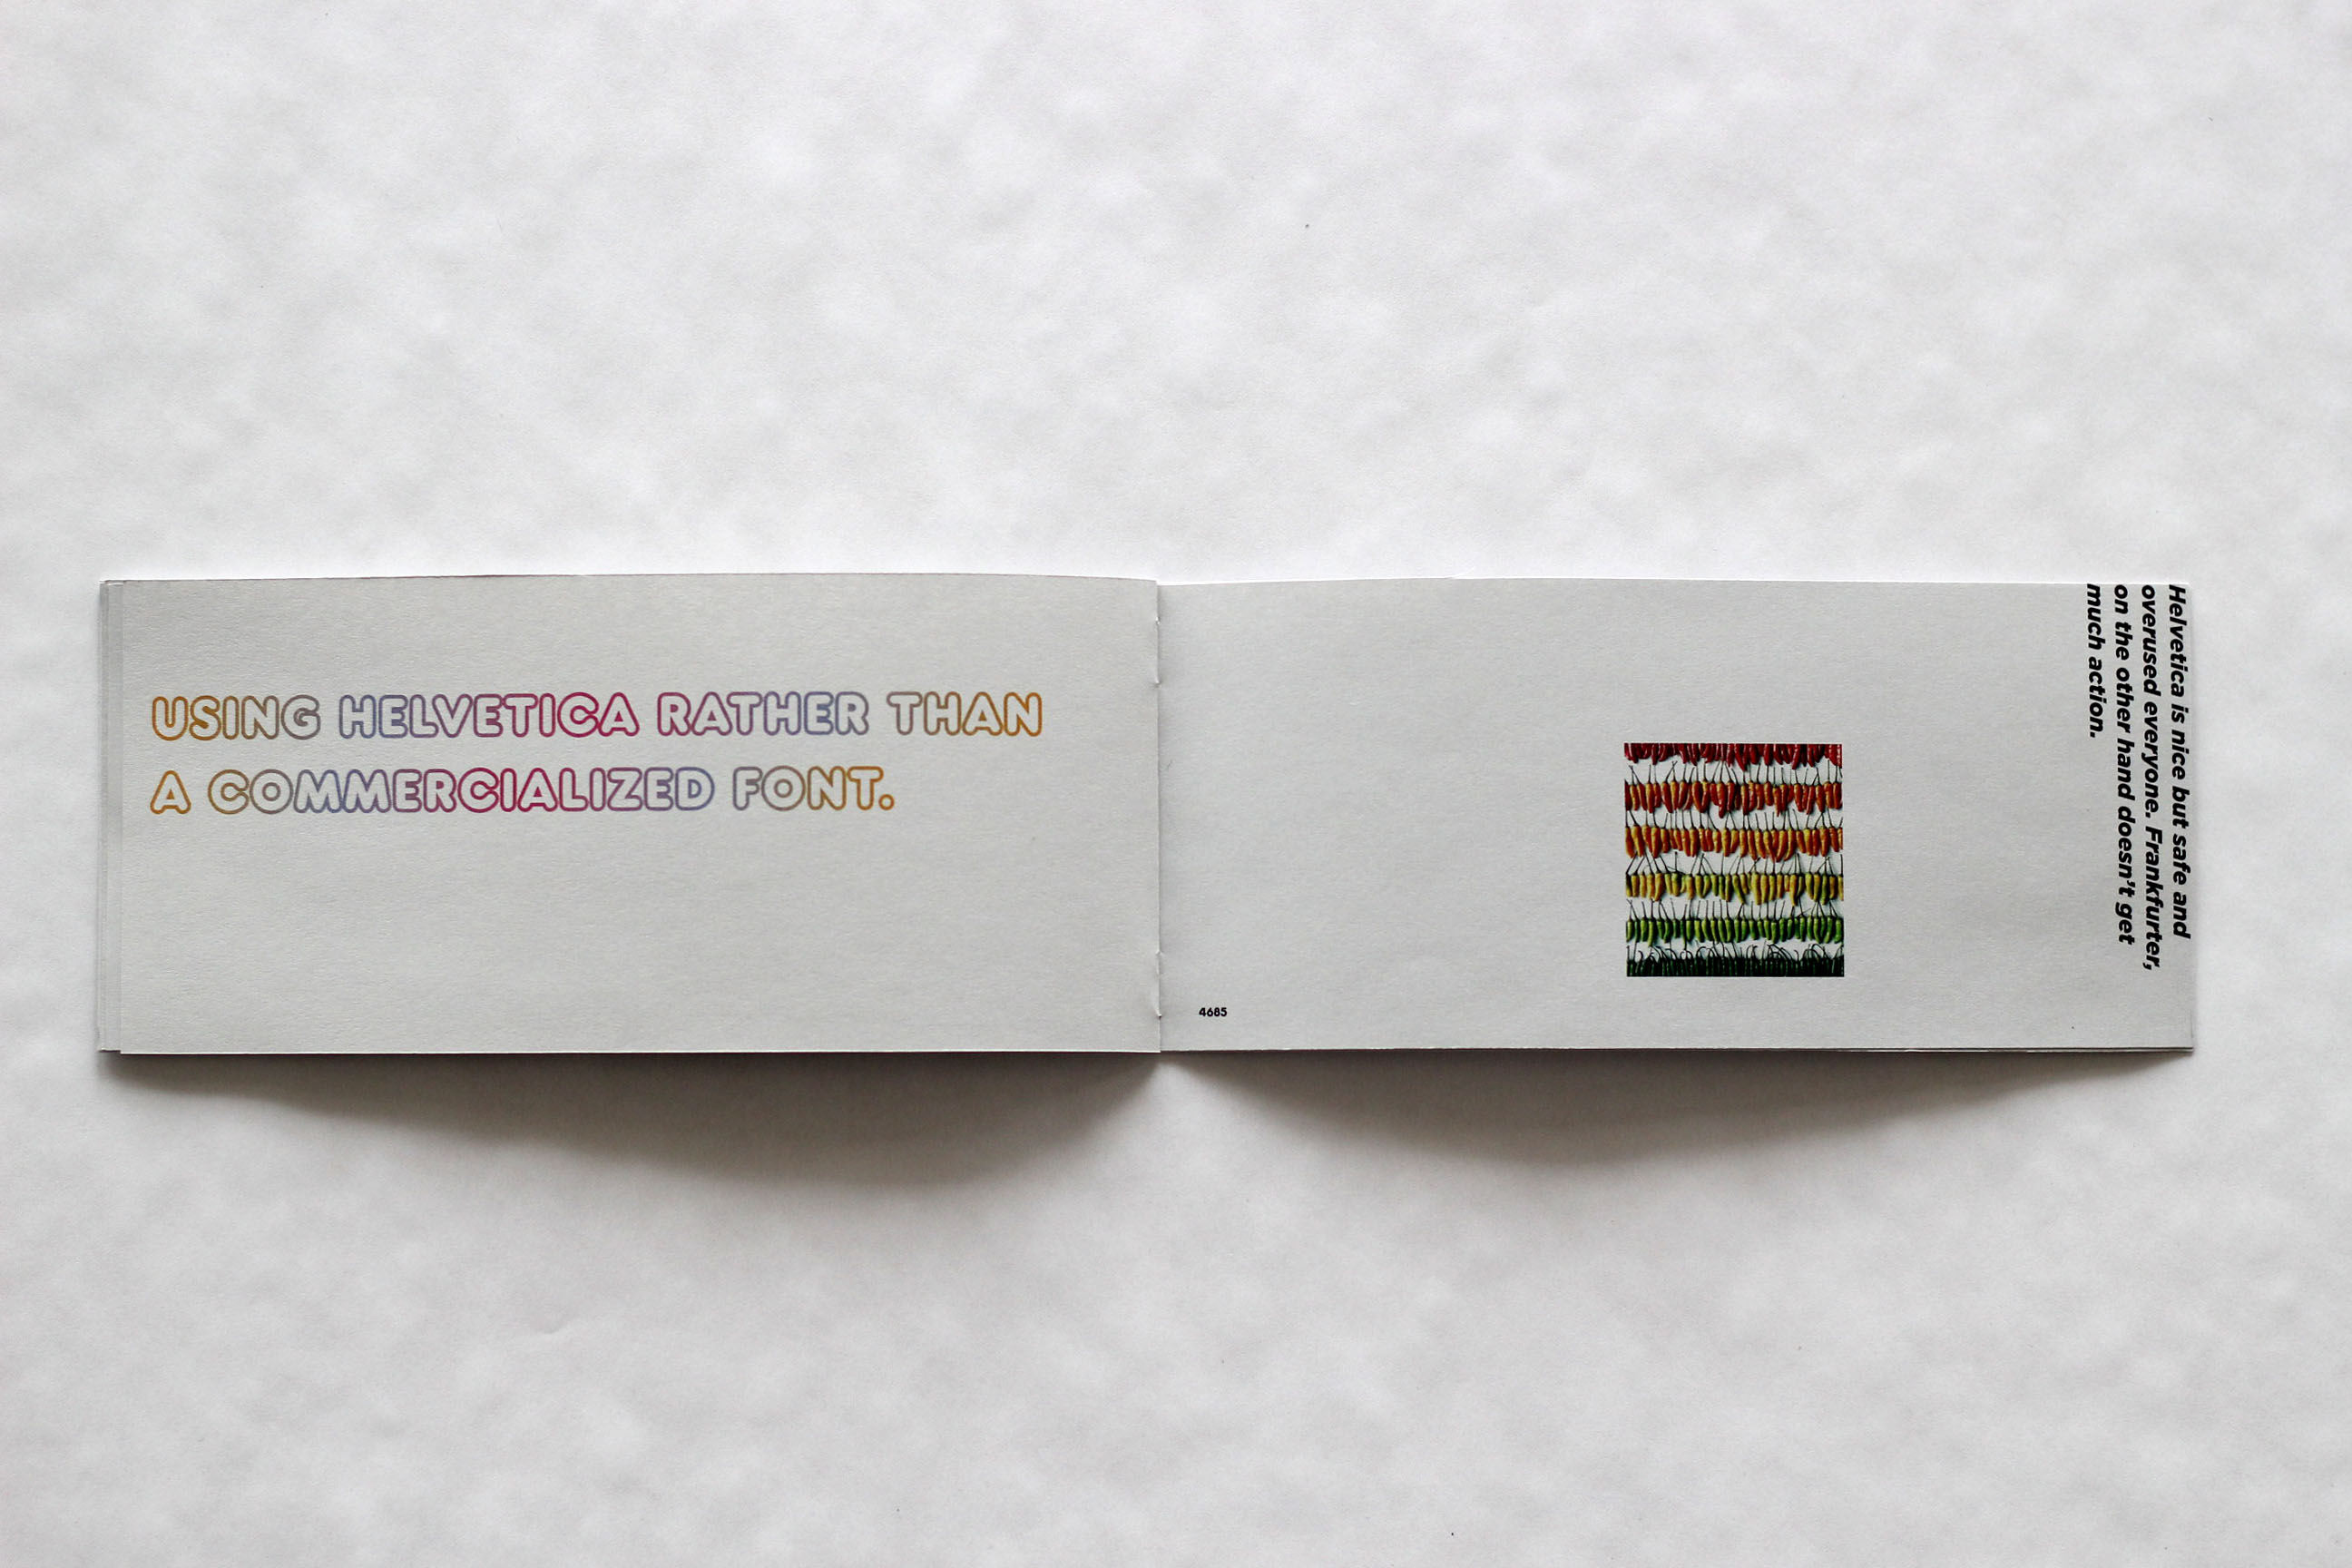 USING HELVETICA RATHER THAN
A COMMERCIALIZED FONT.
4685
Helvetica is nice but safe and
overused everyone. Frankfurter,
on the other hand doesn't get
much action.